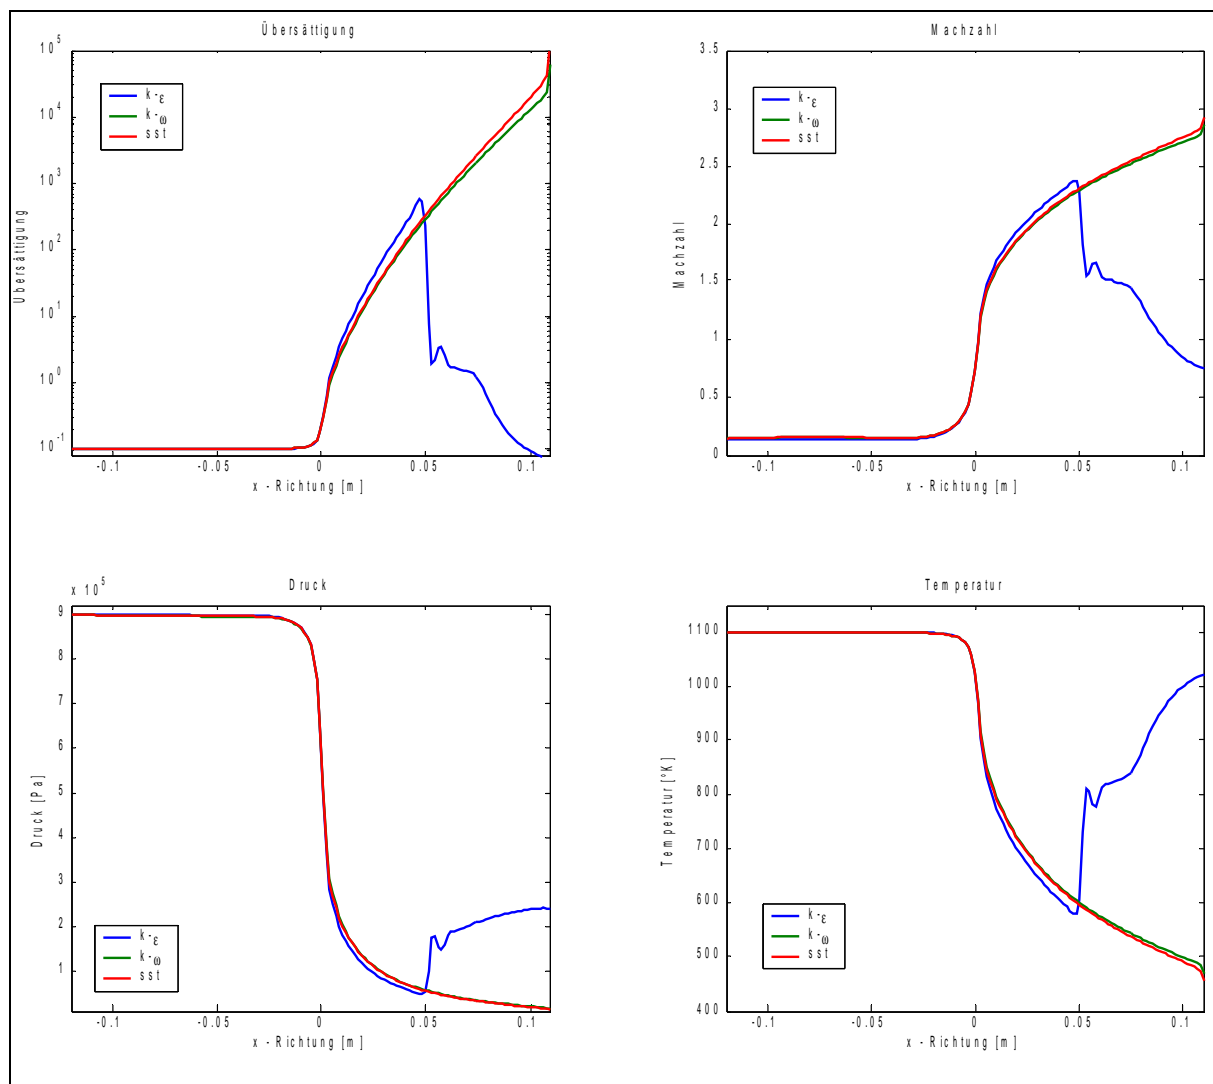 Übersättigung
10^5
10^4
10^3
10^2
10^1
10^0
10^-1
Übersättigung
k-ε
k-ω
sst
-0.1 -0.05 0 0.05 0.1
x - Richtung [m]
Machzahl
3.5
3
2.5
2
1.5
1
0.5
0
Machzahl
k-ε
k-ω
sst
-0.1 -0.05 0 0.05 0.1
x - Richtung [m]
Druck
x 10^5
9
8
7
6
5
4
3
2
1
Druck [Pa]
k-ε
k-ω
sst
-0.1 -0.05 0 0.05 0.1
x - Richtung [m]
Temperatur
1100
1000
900
800
700
600
500
400
Temperatur [°K]
k-ε
k-ω
sst
-0.1 -0.05 0 0.05 0.1
x - Richtung [m]